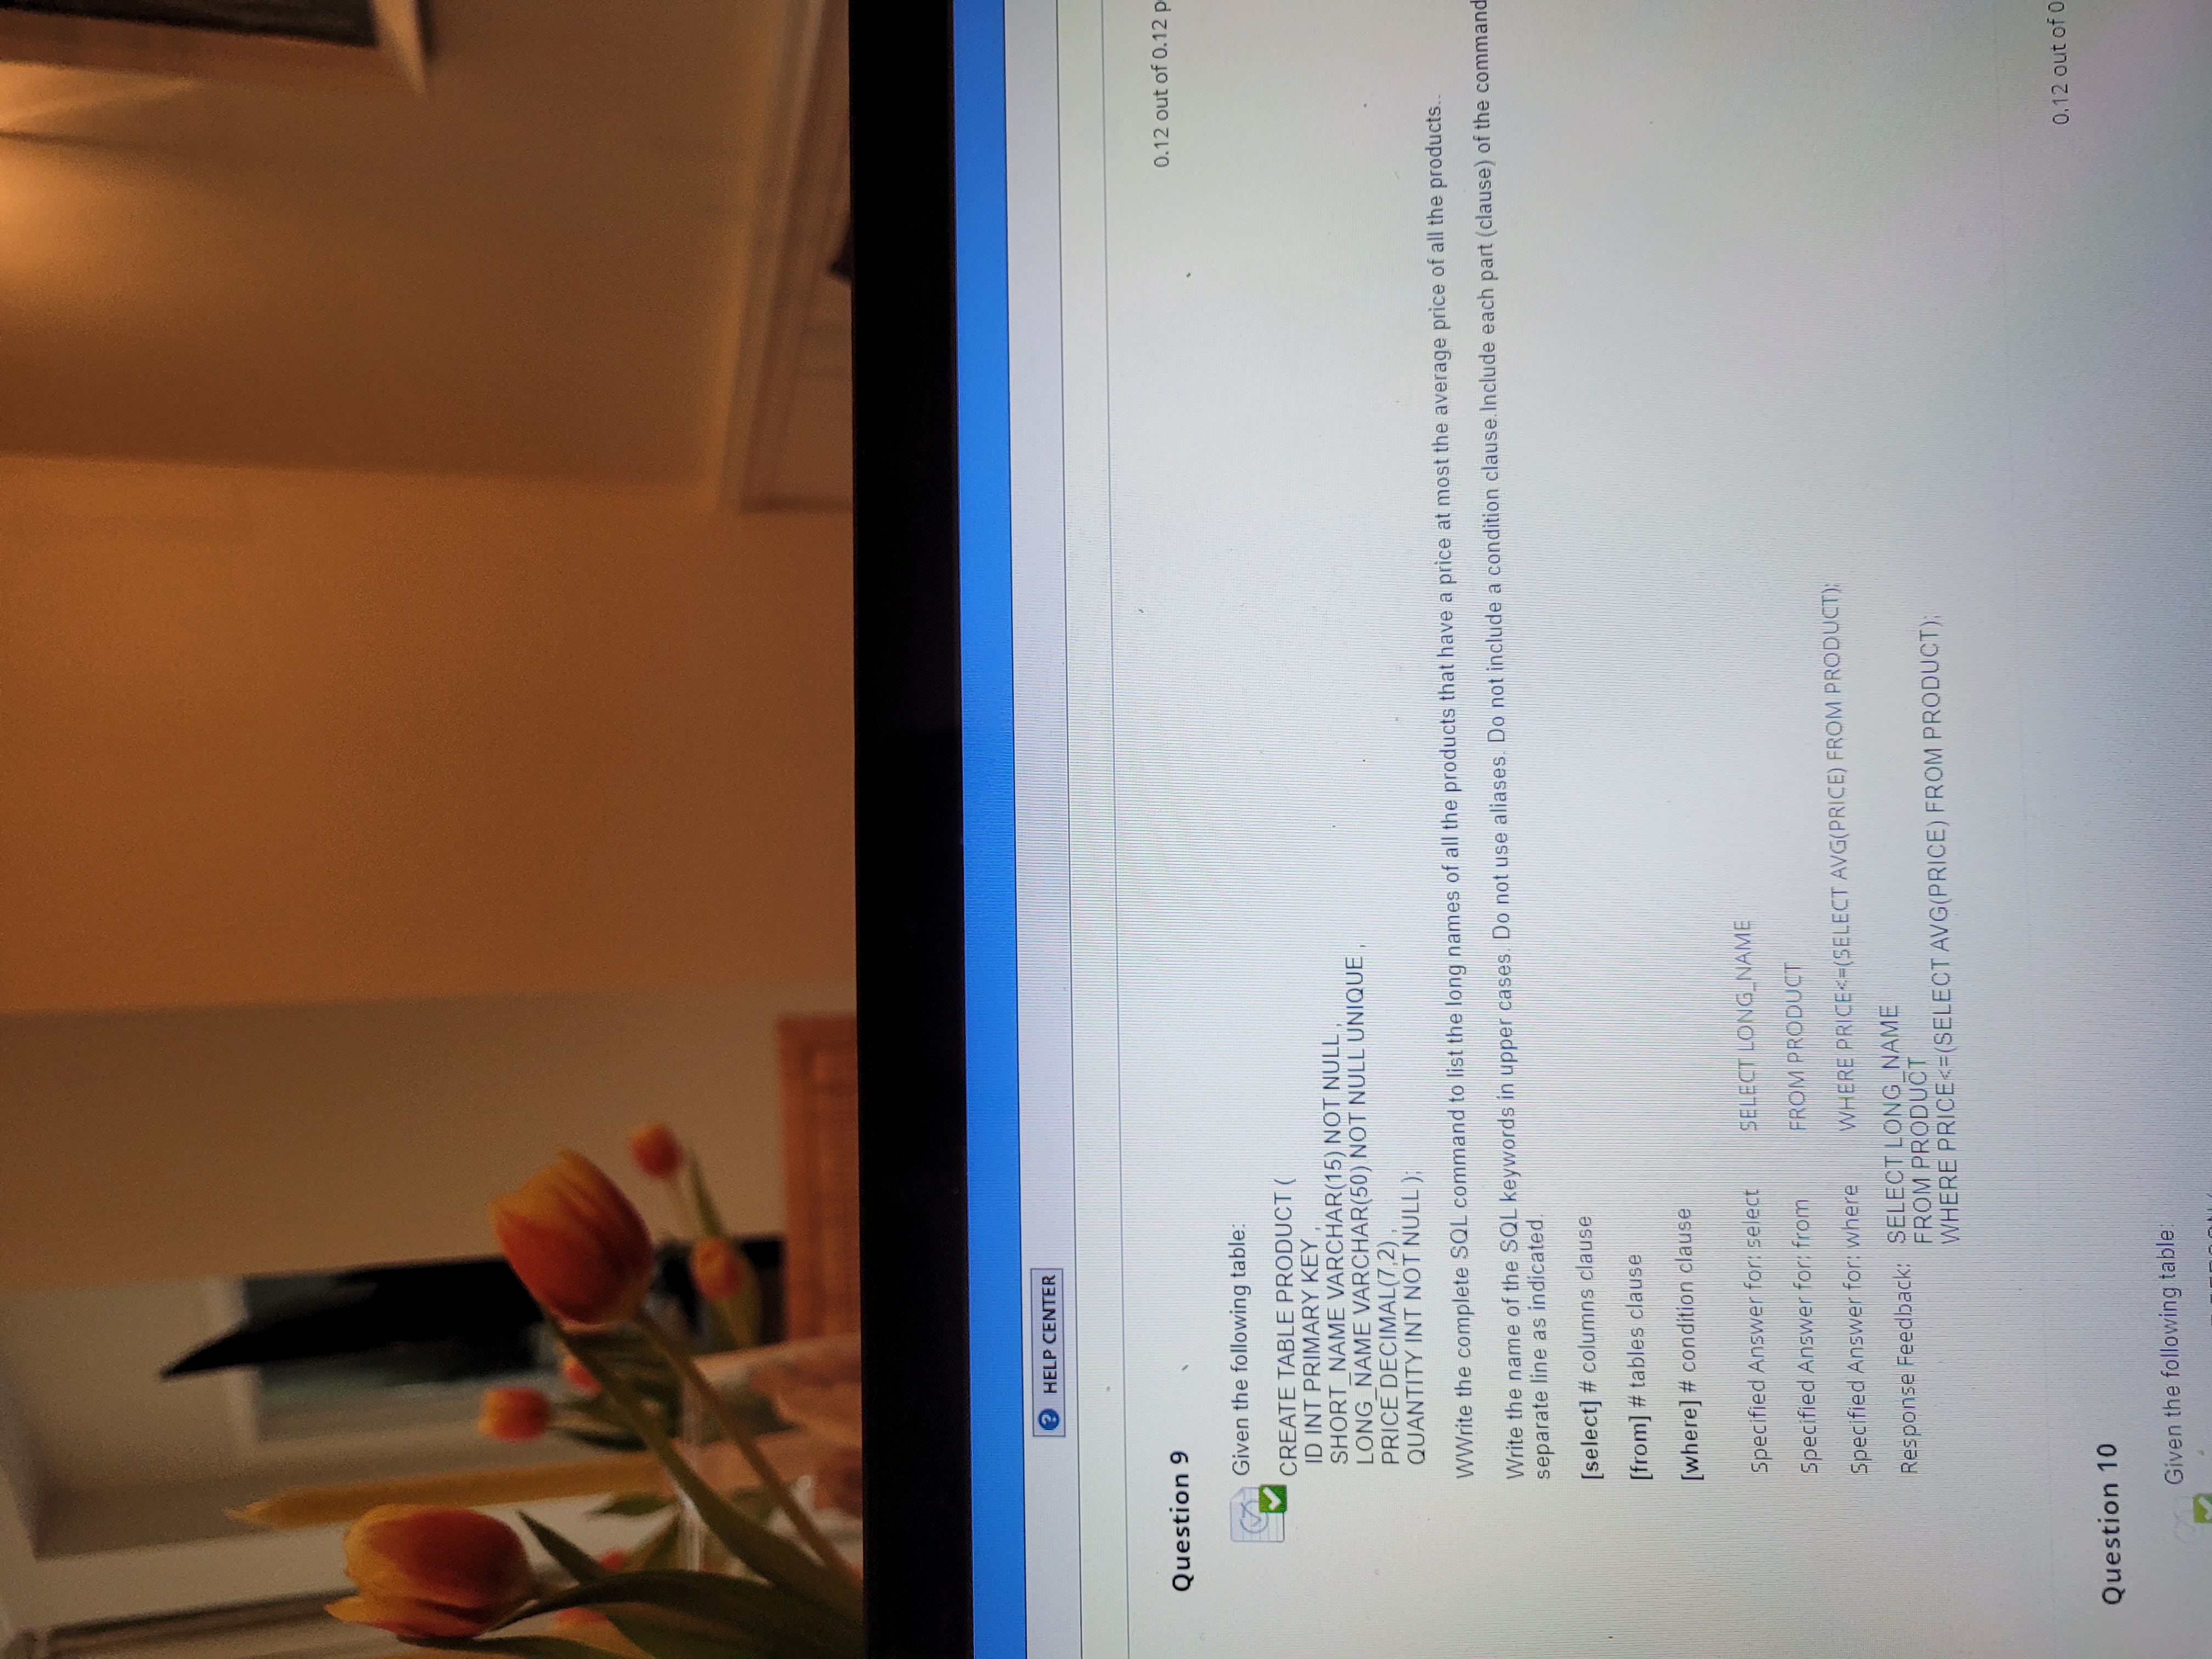 HELP CENTER
Question 9
0.12 out of 0.12 p
Given the following table:
CREATE TABLE PRODUCT (
ID INT PRIMARY KEY ,
SHORT_NAME VARCHAR(15) NOT NULL ,
LONG_NAME VARCHAR(50) NOT NULL UNIQUE ,
PRICE DECIMAL(7,2) ,
QUANTITY INT NOT NULL );
WWrite the complete SQL command to list the long names of all the products that have a price at most the average price of all the products..
Write the name of the SQL keywords in upper cases. Do not use aliases. Do not include a condition clause.Include each part (clause) of the command
separate line as indicated.
[select] # columns clause
[from] # tables clause
[where] # condition clause
Specified Answer for: select SELECT LONG_NAME
Specified Answer for: from FROM PRODUCT
Specified Answer for: where WHERE PRICE<=(SELECT AVG(PRICE) FROM PRODUCT);
Response Feedback: SELECT LONG_NAME
FROM PRODUCT
WHERE PRICE<=(SELECT AVG(PRICE) FROM PRODUCT);
0.12 out of 0
Question 10
Given the following table: